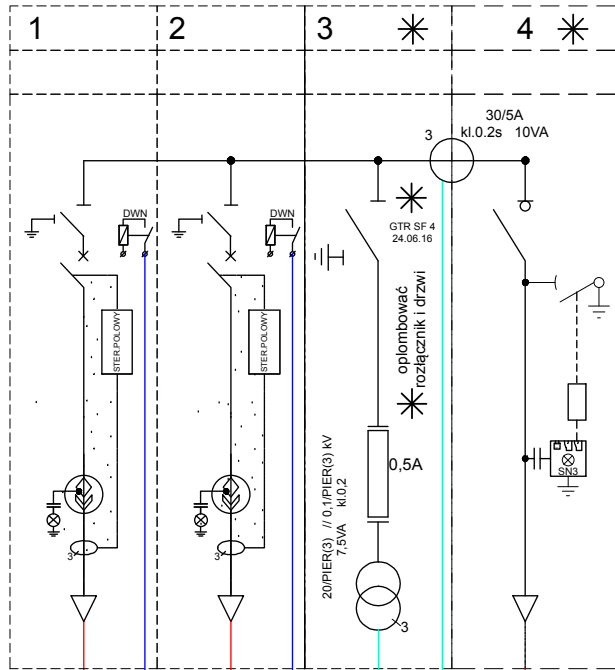 1
2
3
4
30/5A
kl.0.2s 10VA
3
DWN
DWN
GTR SF 4
24.06.16
oplombować
rozłącznik i drzwi
STER.POLOWY
STER.POLOWY
0,5A
20/PIER(3) // 0,1/PIER(3) kV
7,5VA kl.0,2
SN3
3
3
3